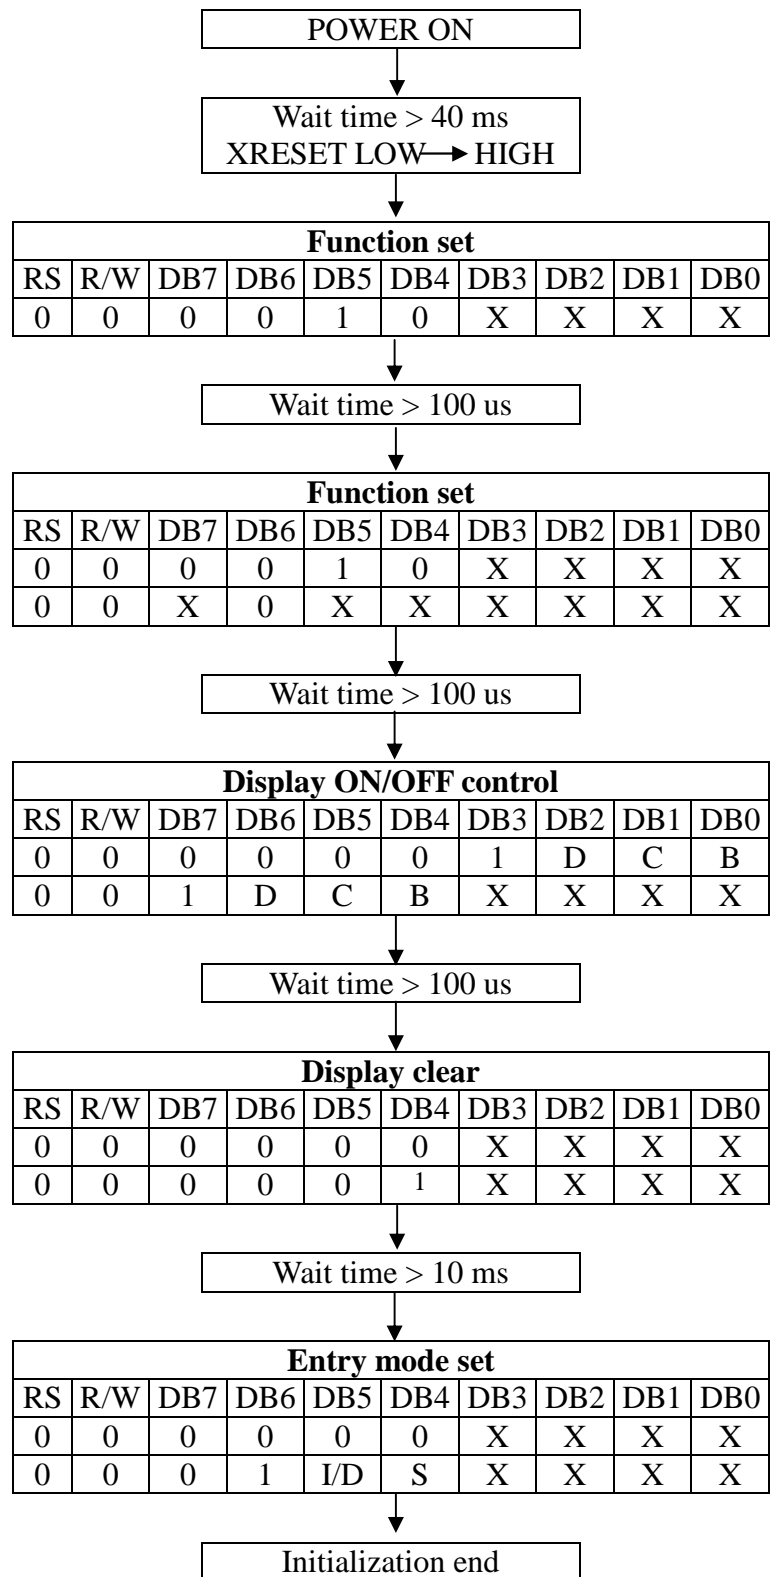 POWER ON
Wait time > 40 ms
XRESET LOW → HIGH
Function set
RS R/W DB7 DB6 DB5 DB4 DB3 DB2 DB1 DB0
0 0 0 0 1 0 X X X X
Wait time > 100 us
Function set
RS R/W DB7 DB6 DB5 DB4 DB3 DB2 DB1 DB0
0 0 0 0 1 0 X X X X
0 0 X 0 X X X X X X
Wait time > 100 us
Display ON/OFF control
RS R/W DB7 DB6 DB5 DB4 DB3 DB2 DB1 DB0
0 0 0 0 0 0 1 D C B
0 0 1 D C B X X X X
Wait time > 100 us
Display clear
RS R/W DB7 DB6 DB5 DB4 DB3 DB2 DB1 DB0
0 0 0 0 0 0 X X X X
0 0 0 0 0 1 X X X X
Wait time > 10 ms
Entry mode set
RS R/W DB7 DB6 DB5 DB4 DB3 DB2 DB1 DB0
0 0 0 0 0 0 X X X X
0 0 0 1 I/D S X X X X
Initialization end